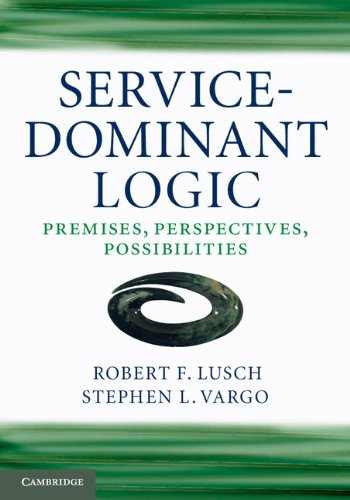 SERVICE-
DOMINANT
LOGIC
PREMISES, PERSPECTIVES,
POSSIBILITIES
ROBERT F. LUSCH
STEPHEN L. VARGO
CAMBRIDGE